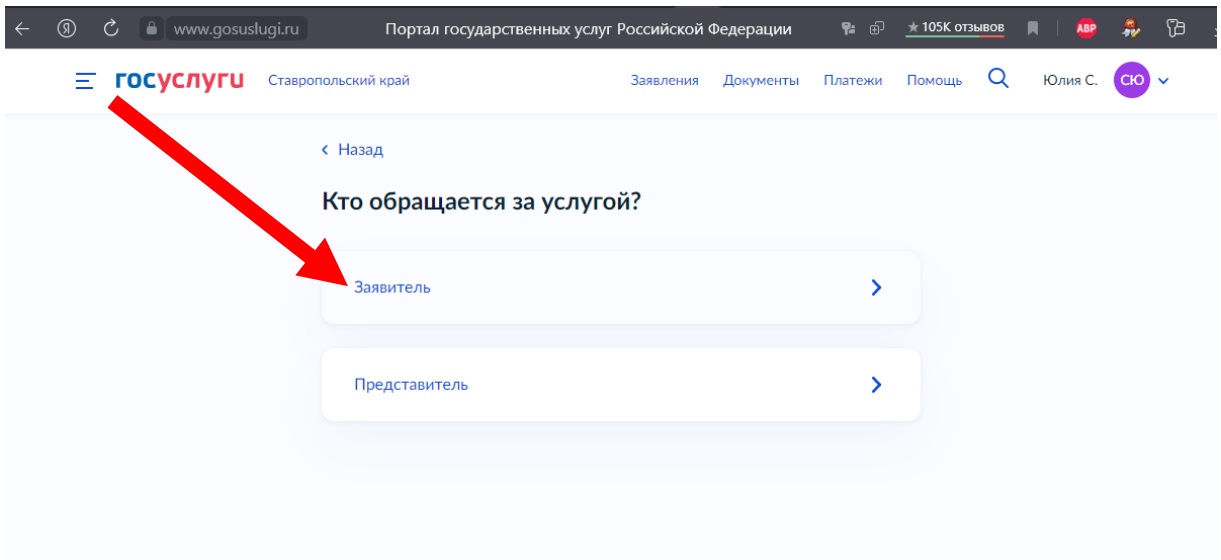 www.gosuslugi.ru Портал государственных услуг Российской Федерации ★ 105K отзывов ABP
госуслуги Ставропольский край Заявления Документы Платежи Помощь Юлия С. СЮ
Назад
Кто обращается за услугой?
Заявитель
Представитель